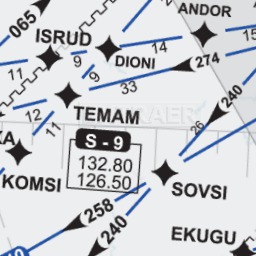 ANDOR
065
ISRUD
DIONI
14
15
274
11
9
9
33
240
12
11
TEMAM
26
S - 9
132.80
126.50
KOMSI
SOVSI
258
240
EKUGU